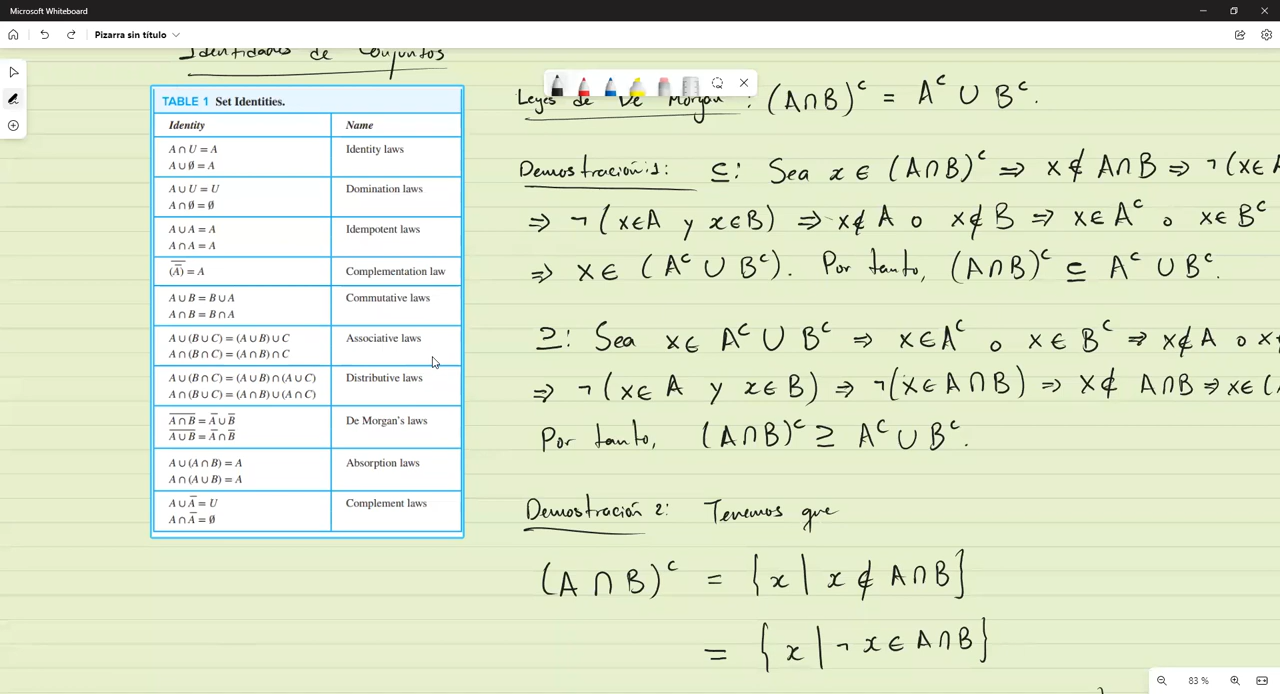 Microsoft Whiteboard
Pizarra sin título
Identidades de Conjuntos
TABLE 1 Set Identities.
Identity Name
A ∩ U = A
A ∪ ∅ = A
Identity laws
A ∪ U = U
A ∩ ∅ = ∅
Domination laws
A ∪ A = A
A ∩ A = A
Idempotent laws
(A̅)̅ = A
Complementation law
A ∪ B = B ∪ A
A ∩ B = B ∩ A
Commutative laws
A ∪ (B ∪ C) = (A ∪ B) ∪ C
A ∩ (B ∩ C) = (A ∩ B) ∩ C
Associative laws
A ∪ (B ∩ C) = (A ∪ B) ∩ (A ∪ C)
A ∩ (B ∪ C) = (A ∩ B) ∪ (A ∩ C)
Distributive laws
A̅ ̅∩̅ ̅B̅ = A̅ ∪ B̅
A̅ ̅∪̅ ̅B̅ = A̅ ∩ B̅
De Morgan's laws
A ∪ (A ∩ B) = A
A ∩ (A ∪ B) = A
Absorption laws
A ∪ A̅ = U
A ∩ A̅ = ∅
Complement laws
Leyes de De Morgan : (A∩B)ᶜ = Aᶜ ∪ Bᶜ.
Demostración 1: ⊆: Sea x ∈ (A∩B)ᶜ ⇒ x ∉ A∩B ⇒ ¬(x∈A
⇒ ¬(x∈A y x∈B) ⇒ x∉A o x∉B ⇒ x∈Aᶜ o x∈Bᶜ
⇒ x∈ (Aᶜ ∪ Bᶜ). Por tanto, (A∩B)ᶜ ⊆ Aᶜ ∪ Bᶜ.
⊇: Sea x∈ Aᶜ ∪ Bᶜ ⇒ x∈Aᶜ o x∈Bᶜ ⇒ x∉A o x
⇒ ¬(x∈A y x∈B) ⇒ ¬(x∈A∩B) ⇒ x∉ A∩B ⇒ x∈(A
Por tanto, (A∩B)ᶜ ⊇ Aᶜ ∪ Bᶜ.
Demostración 2: Tenemos que
(A ∩ B)ᶜ = {x | x ∉ A∩B}
= {x | ¬ x ∈ A∩B}
83 %